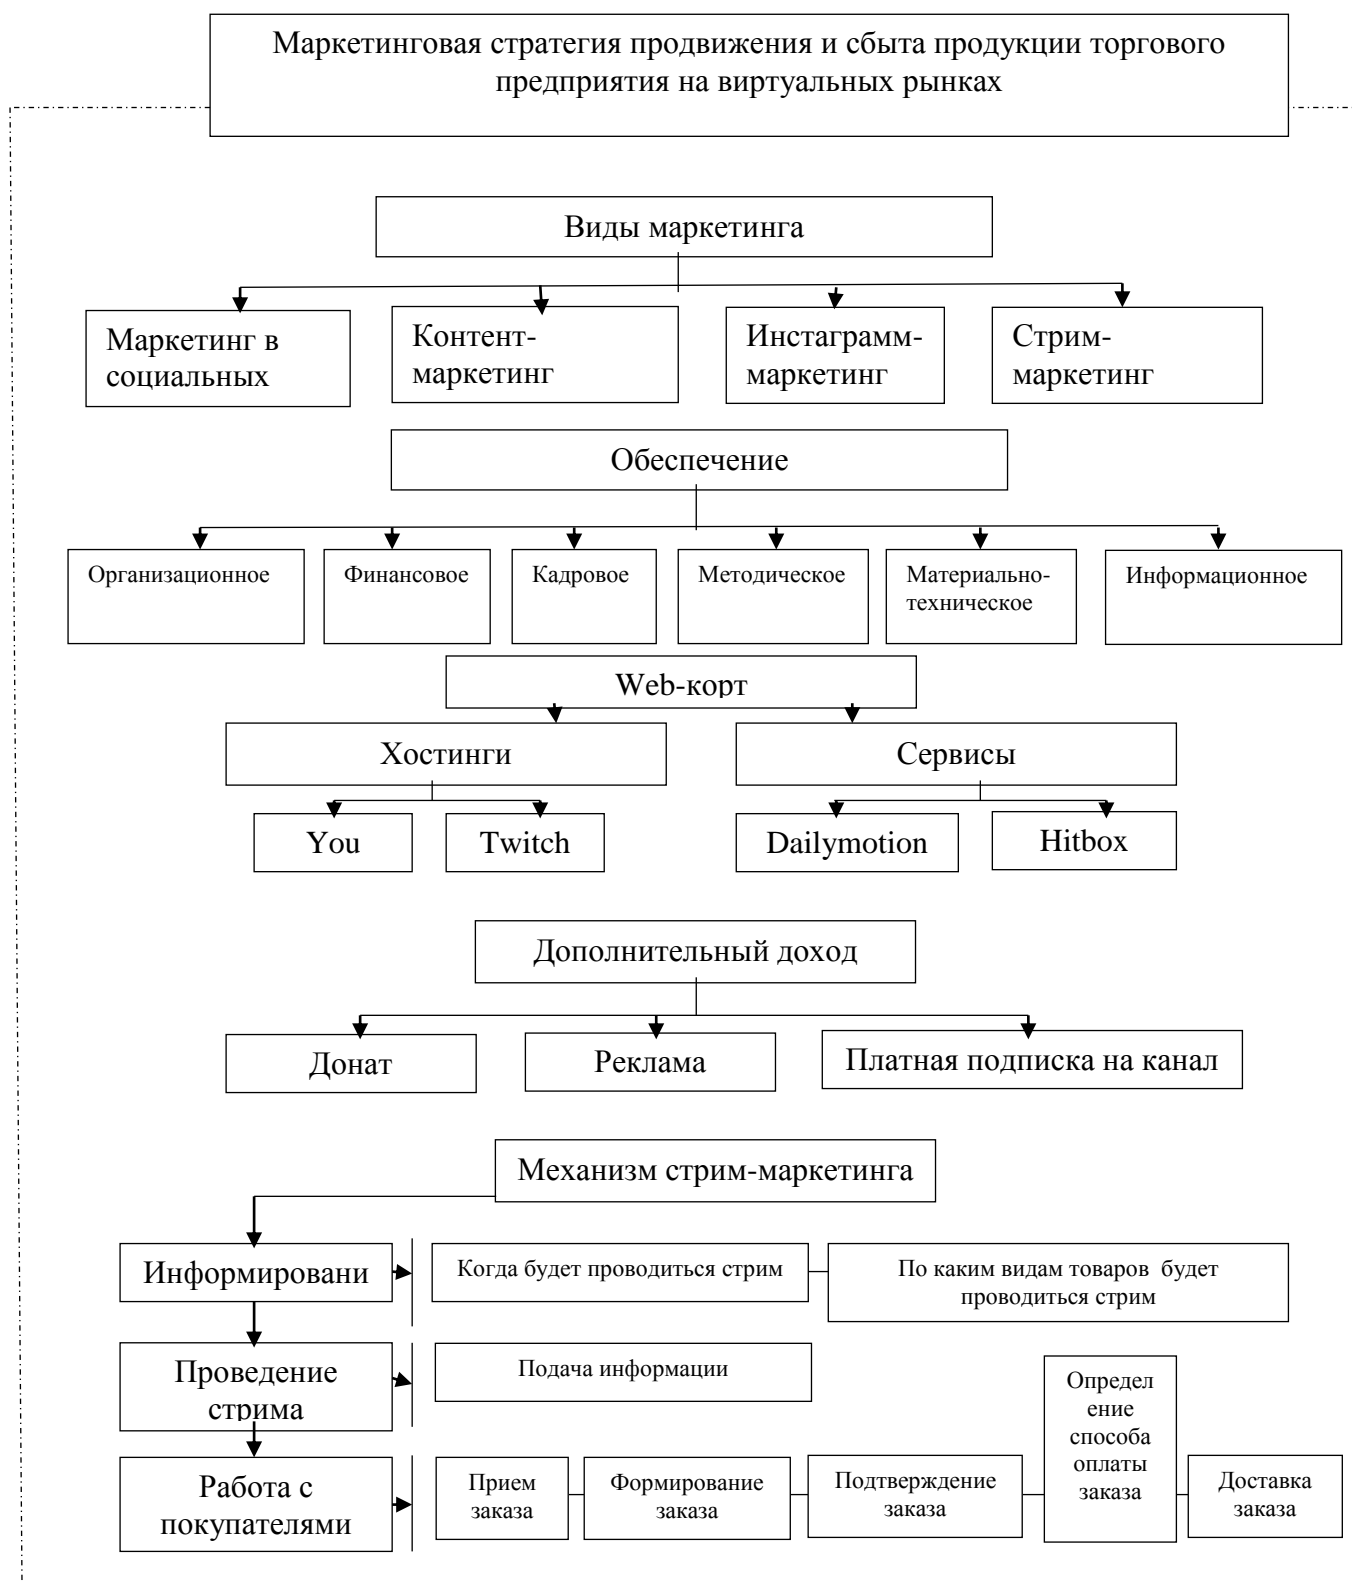 Маркетинговая стратегия продвижения и сбыта продукции торгового
предприятия на виртуальных рынках
Виды маркетинга
Маркетинг в
социальных
Контент-
маркетинг
Инстаграмм-
маркетинг
Стрим-
маркетинг
Обеспечение
Организационное
Финансовое
Кадровое
Методическое
Материально-
техническое
Информационное
Web-корт
Хостинги
Сервисы
You
Twitch
Dailymotion
Hitbox
Дополнительный доход
Донат
Реклама
Платная подписка на канал
Механизм стрим-маркетинга
Информировани
Когда будет проводиться стрим
По каким видам товаров будет
проводиться стрим
Проведение
стрима
Подача информации
Работа с
покупателями
Прием
заказа
Формирование
заказа
Подтверждение
заказа
Определ
ение
способа
оплаты
заказа
Доставка
заказа